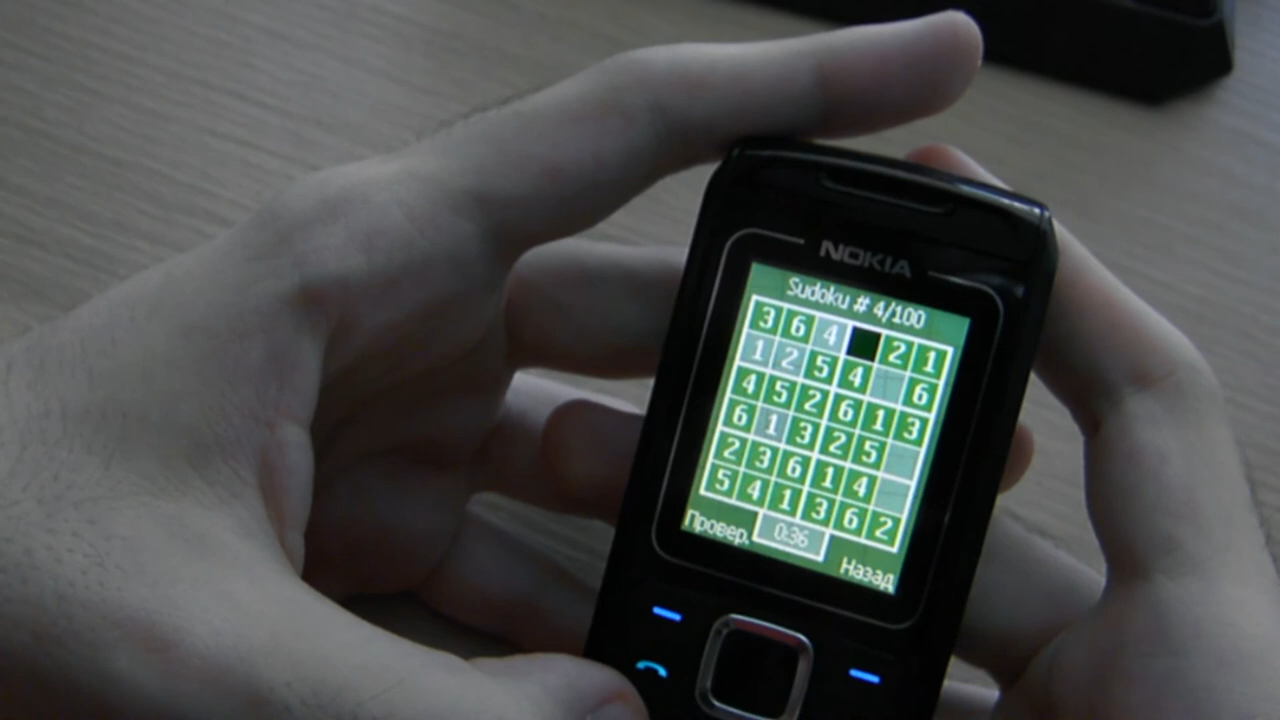 NOKIA
Sudoku # 4/100
3 6 4 2 1
1 2 5 4 6
4 5 2 6 1 3
6 1 3 2 5
2 3 6 1 4
5 4 1 3 6 2
Провер. 0:36 Назад